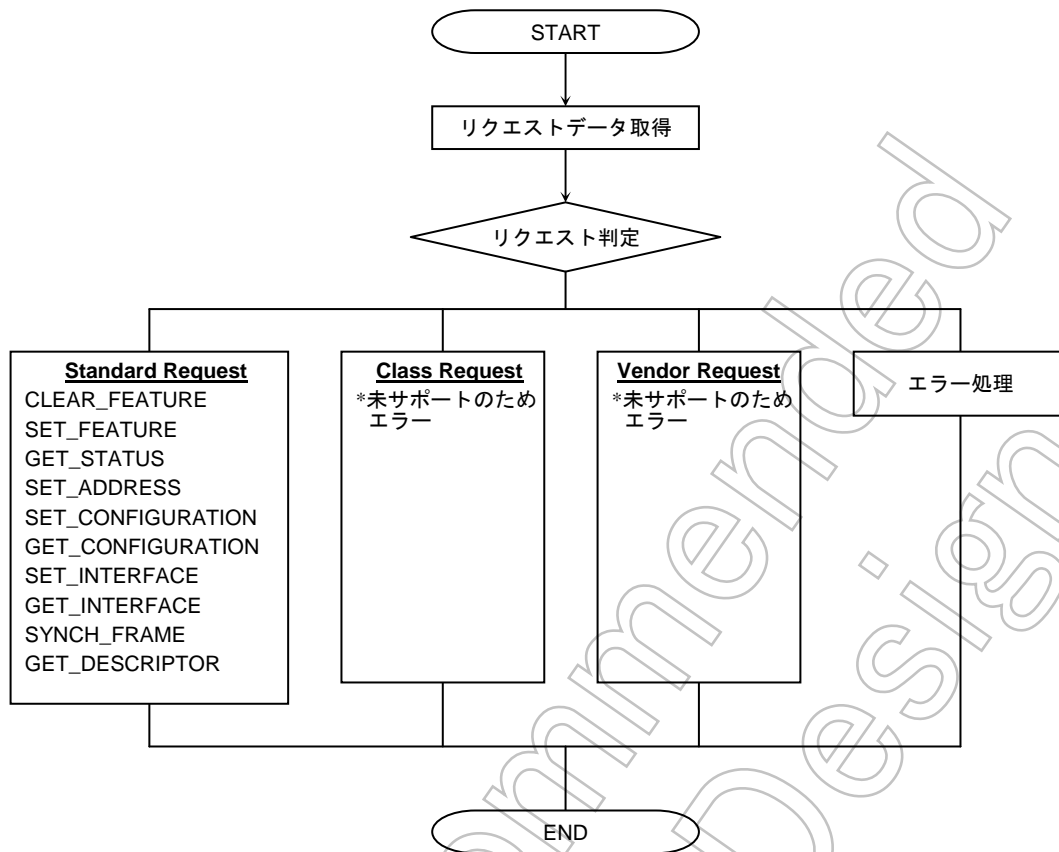 START
リクエストデータ取得
リクエスト判定
Standard Request
CLEAR_FEATURE
SET_FEATURE
GET_STATUS
SET_ADDRESS
SET_CONFIGURATION
GET_CONFIGURATION
SET_INTERFACE
GET_INTERFACE
SYNCH_FRAME
GET_DESCRIPTOR
Class Request
*未サポートのため
エラー
Vendor Request
*未サポートのため
エラー
エラー処理
END
ommended
Design